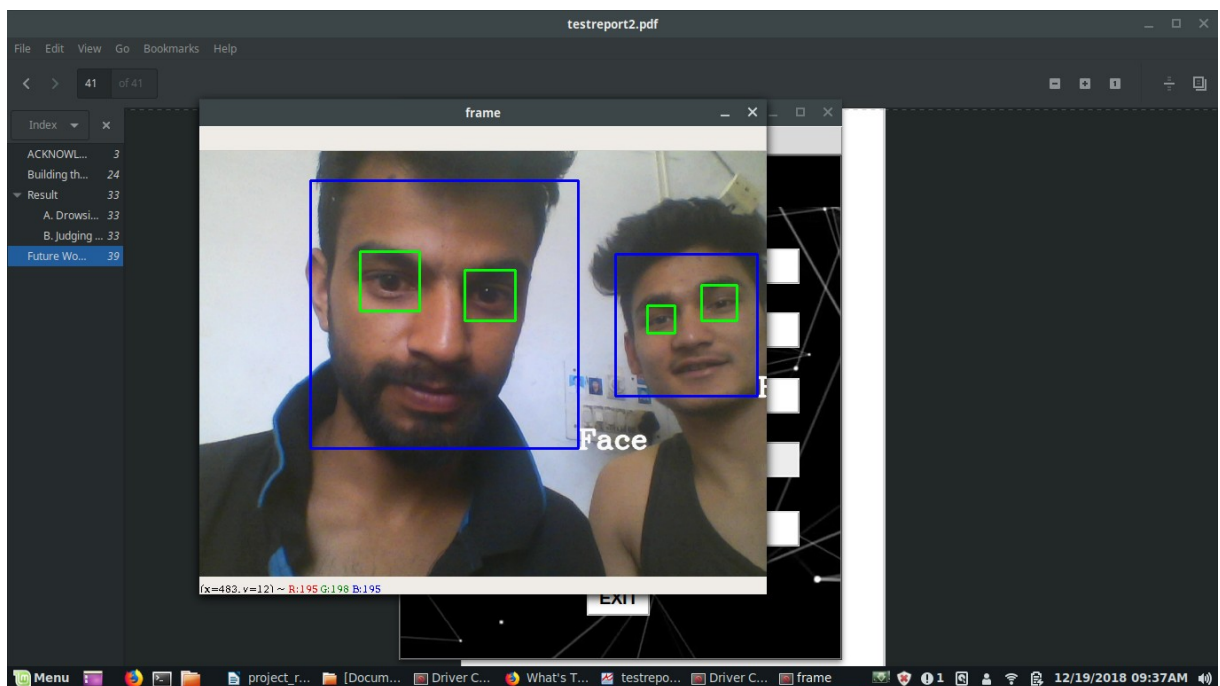 testreport2.pdf
File Edit View Go Bookmarks Help
41 of 41
Index
ACKNOWL... 3
Building th... 24
Result 33
A. Drowsi... 33
B. Judging ... 33
Future Wo... 39
frame
Face
(x=483, y=12) ~ R:195 G:198 B:195
EXIT
Menu project_r... [Docum... Driver C... What's T... testrepo... Driver C... frame 1 12/19/2018 09:37AM